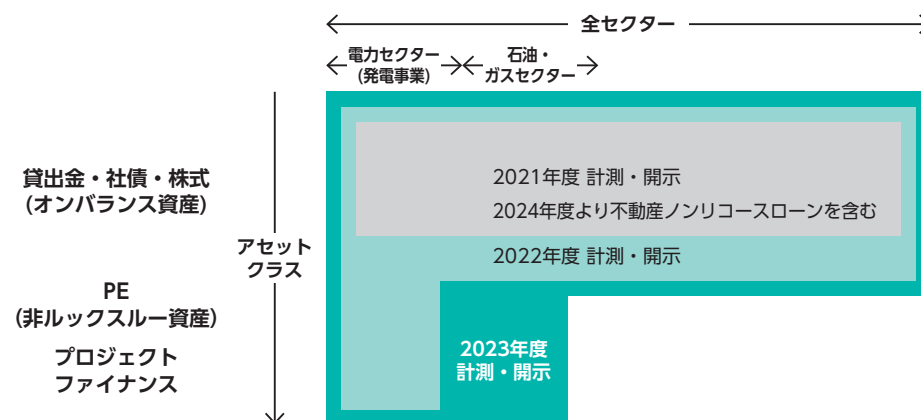 全セクター
電力セクター
(発電事業)
石油・
ガスセクター
貸出金・社債・株式
(オンバランス資産)
アセット
クラス
PE
(非ルックスルー資産)
プロジェクト
ファイナンス
2021年度 計測・開示
2024年度より不動産ノンリコースローンを含む
2022年度 計測・開示
2023年度
計測・開示